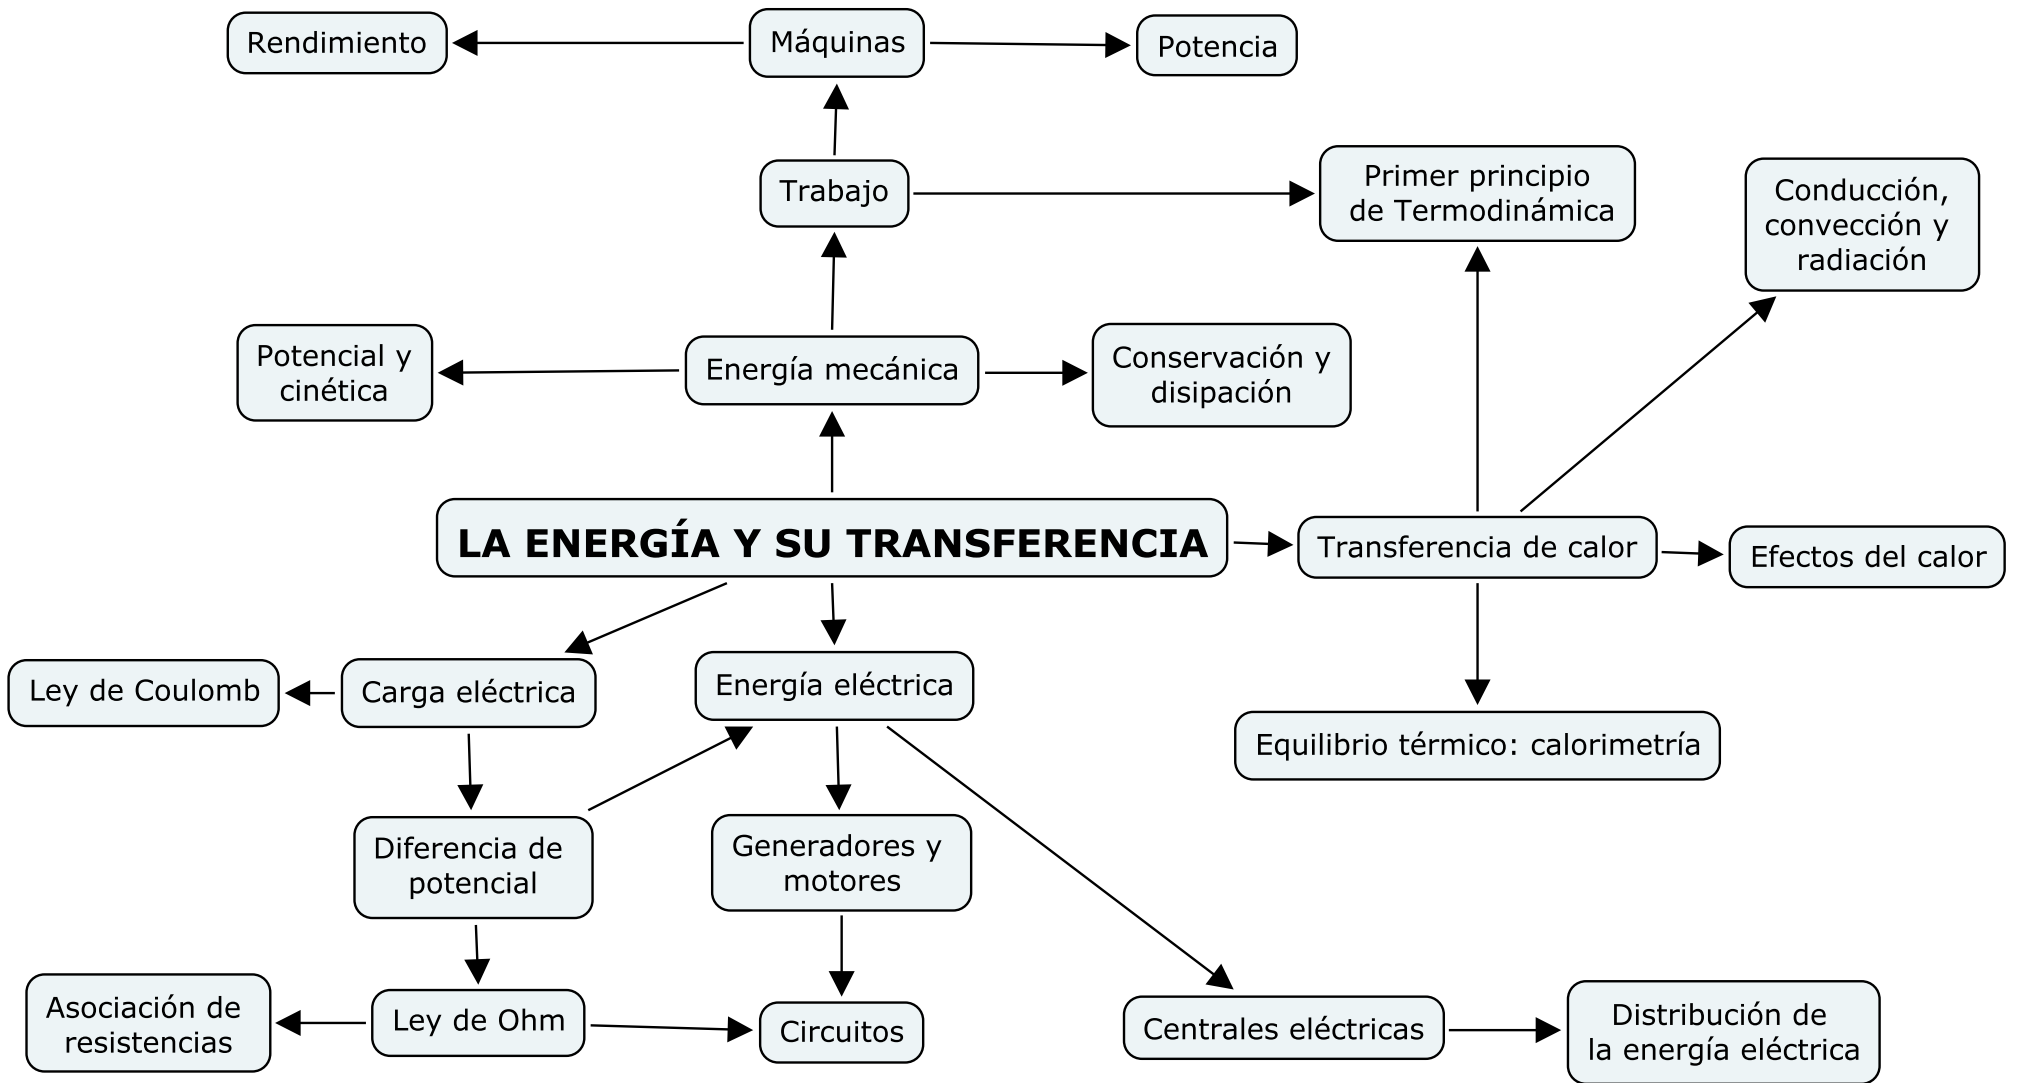 Rendimiento
Máquinas
Potencia
Trabajo
Primer principio
de Termodinámica
Conducción,
convección y
radiación
Potencial y
cinética
Energía mecánica
Conservación y
disipación
LA ENERGÍA Y SU TRANSFERENCIA
Transferencia de calor
Efectos del calor
Ley de Coulomb
Carga eléctrica
Energía eléctrica
Equilibrio térmico: calorimetría
Diferencia de
potencial
Generadores y
motores
Asociación de
resistencias
Ley de Ohm
Circuitos
Centrales eléctricas
Distribución de
la energía eléctrica